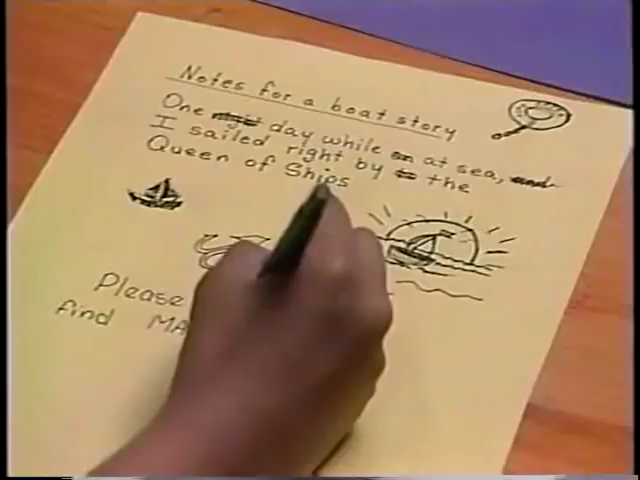 Notes for a boat story
One day while at sea,
I sailed right by the
Queen of Ships
Please
find MA